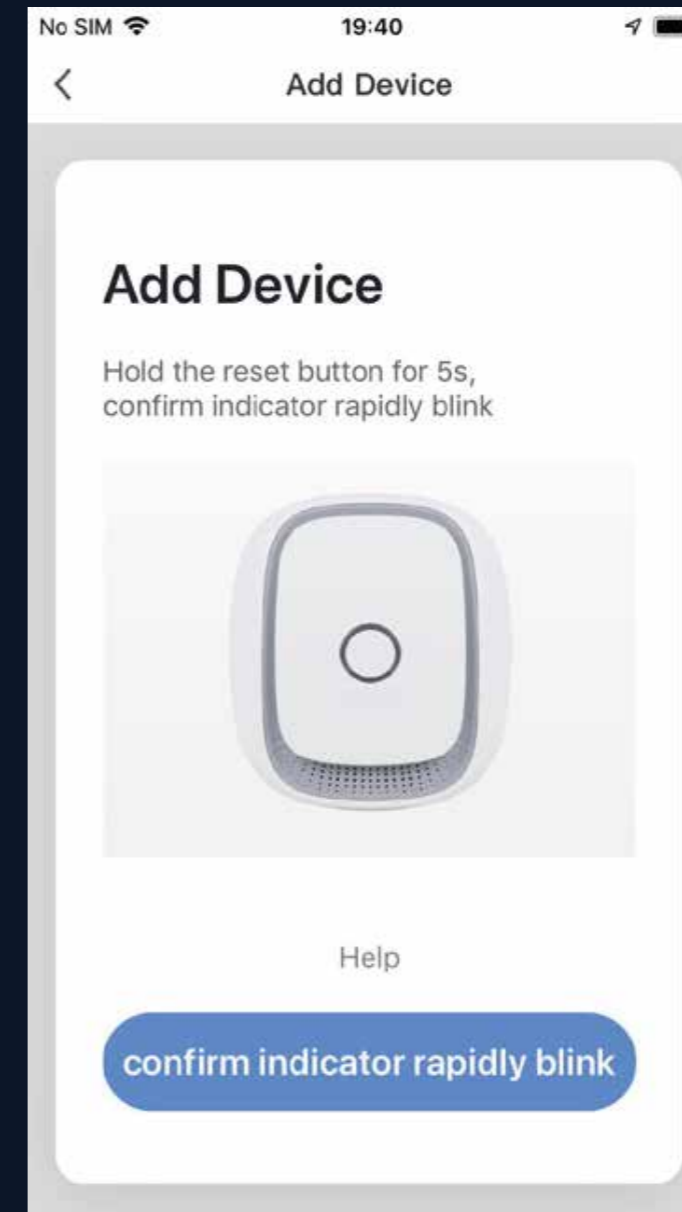 No SIM 19:40
Add Device
Add Device
Hold the reset button for 5s,
confirm indicator rapidly blink
Help
confirm indicator rapidly blink